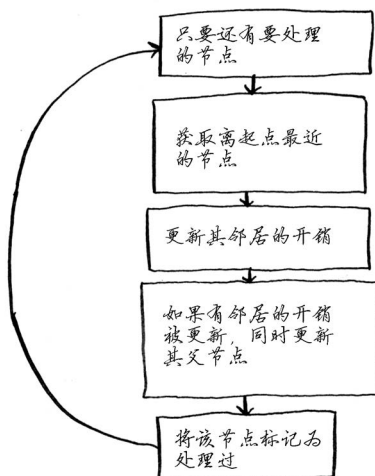 只要还有要处理
的节点
获取离起点最近
的节点
更新其邻居的开销
如果有邻居的开销
被更新，同时更新
其父节点
将该节点标记为
处理过